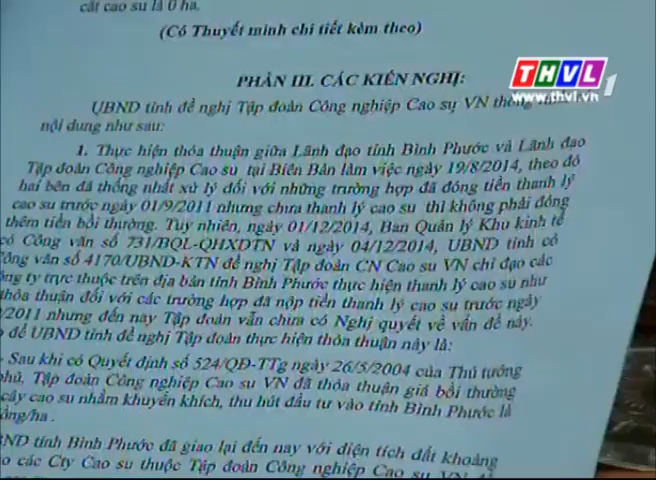 cắt cao su là 0 ha.
(Có Thuyết minh chi tiết kèm theo)
THVL1
www.thvl.vn
PHẦN III. CÁC KIẾN NGHỊ:
UBND tỉnh đề nghị Tập đoàn Công nghiệp Cao su VN
nội dung như sau:
1. Thực hiện thỏa thuận giữa Lãnh đạo tỉnh Bình Phước và Lãnh đạo
Tập đoàn Công nghiệp Cao su tại Biên Bản làm việc ngày 19/8/2014, theo đó
hai bên đã thống nhất xử lý đối với những trường hợp đã đóng tiền thanh lý
cao su trước ngày 01/9/2011 nhưng chưa thanh lý cao su thì không phải đóng
thêm tiền bồi thường. Tuy nhiên, ngày 01/12/2014, Ban Quản lý Khu kinh tế
có Công văn số 731/BQL-QHXDTN và ngày 04/12/2014, UBND tỉnh có
Công văn số 4170/UBND-KTN đề nghị Tập đoàn CN Cao su VN chỉ đạo các
ông ty trực thuộc trên địa bàn tỉnh Bình Phước thực hiện thanh lý cao su như
thỏa thuận đối với các trường hợp đã nộp tiền thanh lý cao su trước ngày
/2011 nhưng đến nay Tập đoàn vẫn chưa có Nghị quyết về vấn đề này.
để UBND tỉnh đề nghị Tập đoàn thực hiện thỏa thuận này là:
- Sau khi có Quyết định số 524/QĐ-TTg ngày 26/5/2004 của Thủ tướng
phủ, Tập đoàn Công nghiệp Cao su VN đã thỏa thuận giá bồi thường
cây cao su nhằm khuyến khích, thu hút đầu tư vào tỉnh Bình Phước là
đồng/ha.
BND tỉnh Bình Phước đã giao lại đến nay với diện tích đất khoảng
o các Cty Cao su thuộc Tập đoàn Công nghiệp Cao su VN